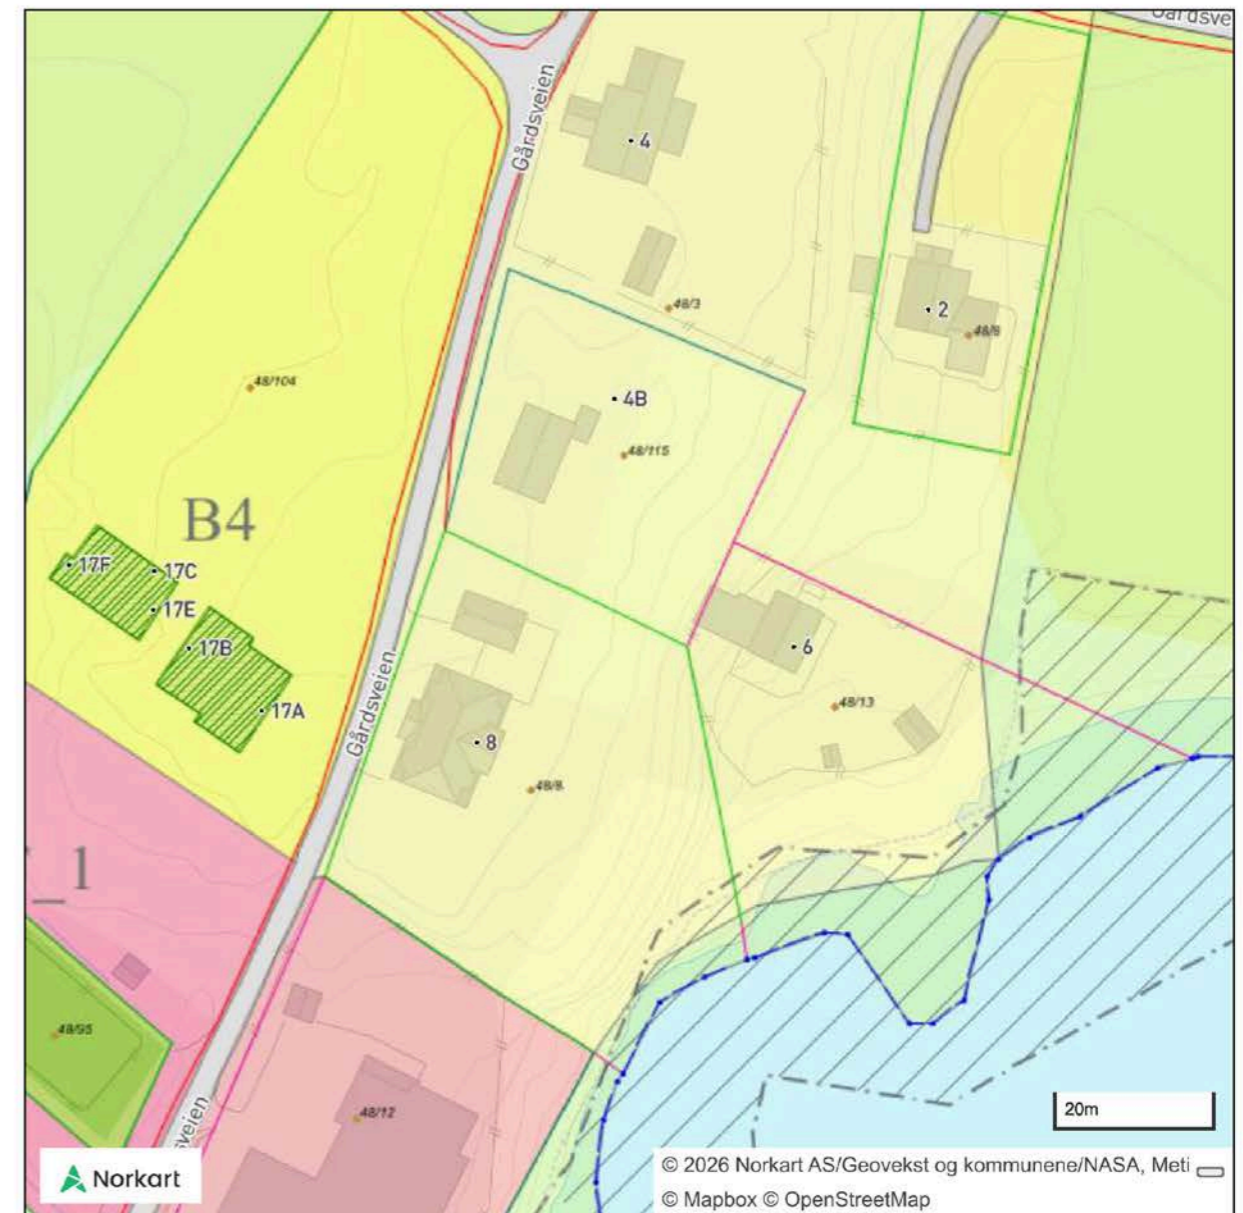 Gårdsve
Gårdsveien
4
48/3
2
48/8
48/104
4B
48/115
B4
17F
17C
17E
17B
17A
6
48/13
Gårdsveien
8
48/8
_1
48/95
48/12
sveien
20m
Norkart
© 2026 Norkart AS/Geovekst og kommunene/NASA, Meti
© Mapbox © OpenStreetMap